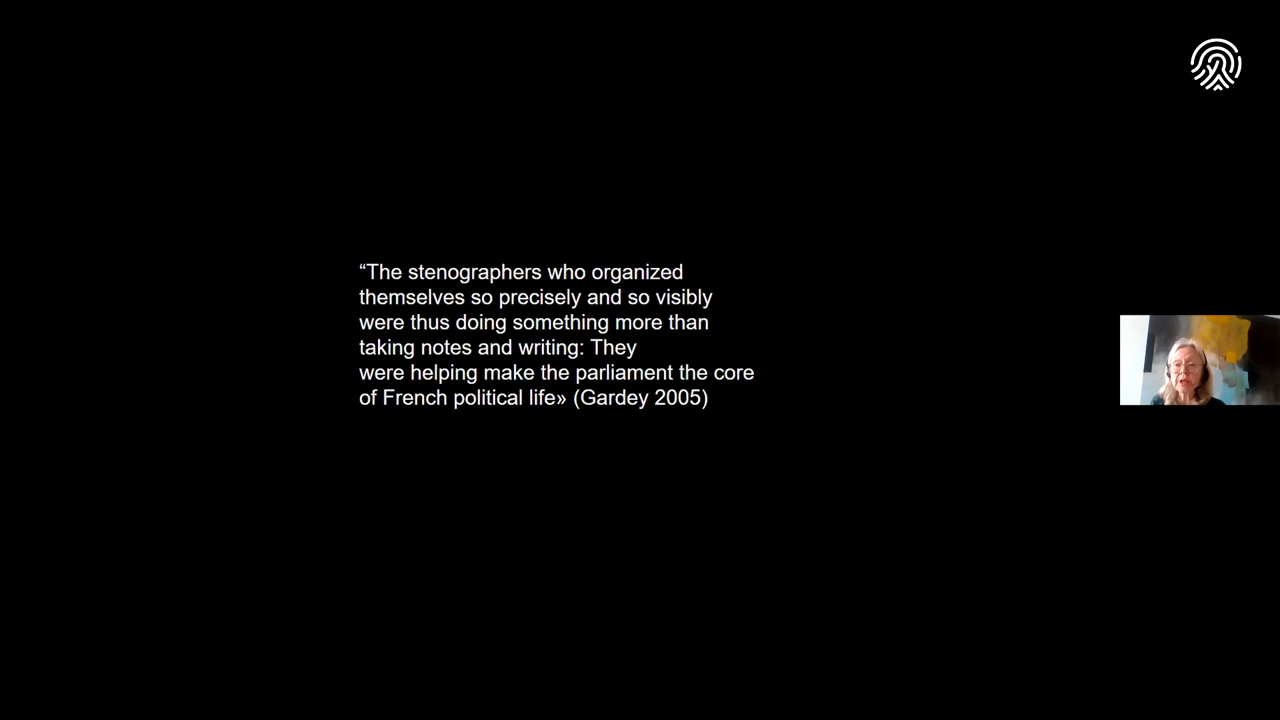 “The stenographers who organized
themselves so precisely and so visibly
were thus doing something more than
taking notes and writing: They
were helping make the parliament the core
of French political life» (Gardey 2005)